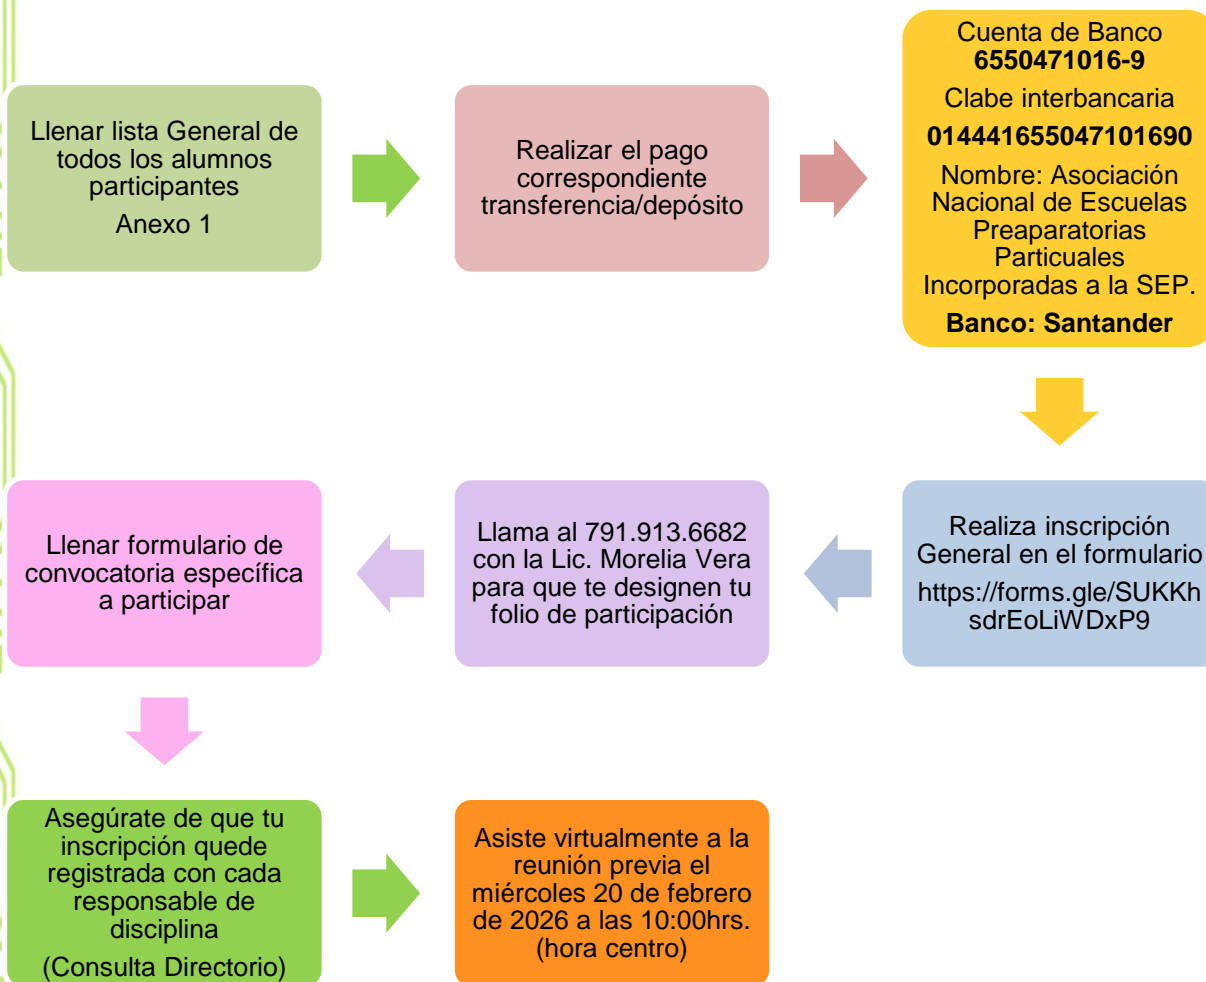 Llenar lista General de
todos los alumnos
participantes
Anexo 1
Realizar el pago
correspondiente
transferencia/depósito
Cuenta de Banco
6550471016-9
Clabe interbancaria
014441655047101690
Nombre: Asociación
Nacional de Escuelas
Preaparatorias
Particuales
Incorporadas a la SEP.
Banco: Santander
Realiza inscripción
General en el formulario
https://forms.gle/SUKKh
sdrEoLiWDxP9
Llama al 791.913.6682
con la Lic. Morelia Vera
para que te designen tu
folio de participación
Llenar formulario de
convocatoria específica
a participar
Asegúrate de que tu
inscripción quede
registrada con cada
responsable de
disciplina
(Consulta Directorio)
Asiste virtualmente a la
reunión previa el
miércoles 20 de febrero
de 2026 a las 10:00hrs.
(hora centro)